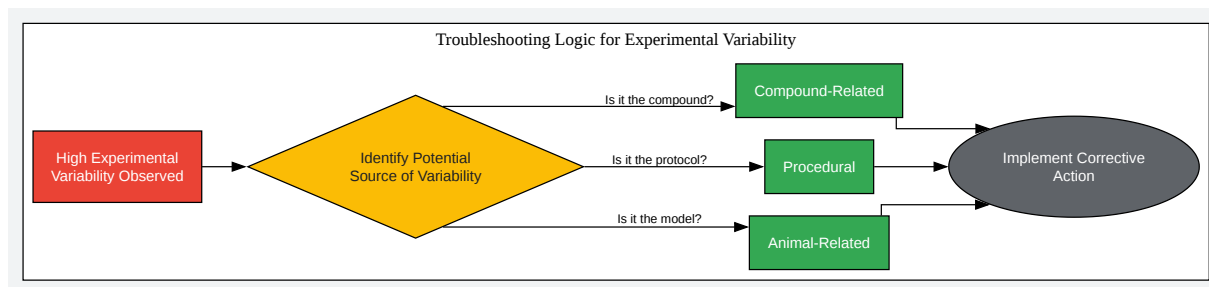 Troubleshooting Logic for Experimental Variability
High Experimental
Variability Observed
Identify Potential
Source of Variability
Is it the compound?
Compound-Related
Is it the protocol?
Procedural
Is it the model?
Animal-Related
Implement Corrective
Action